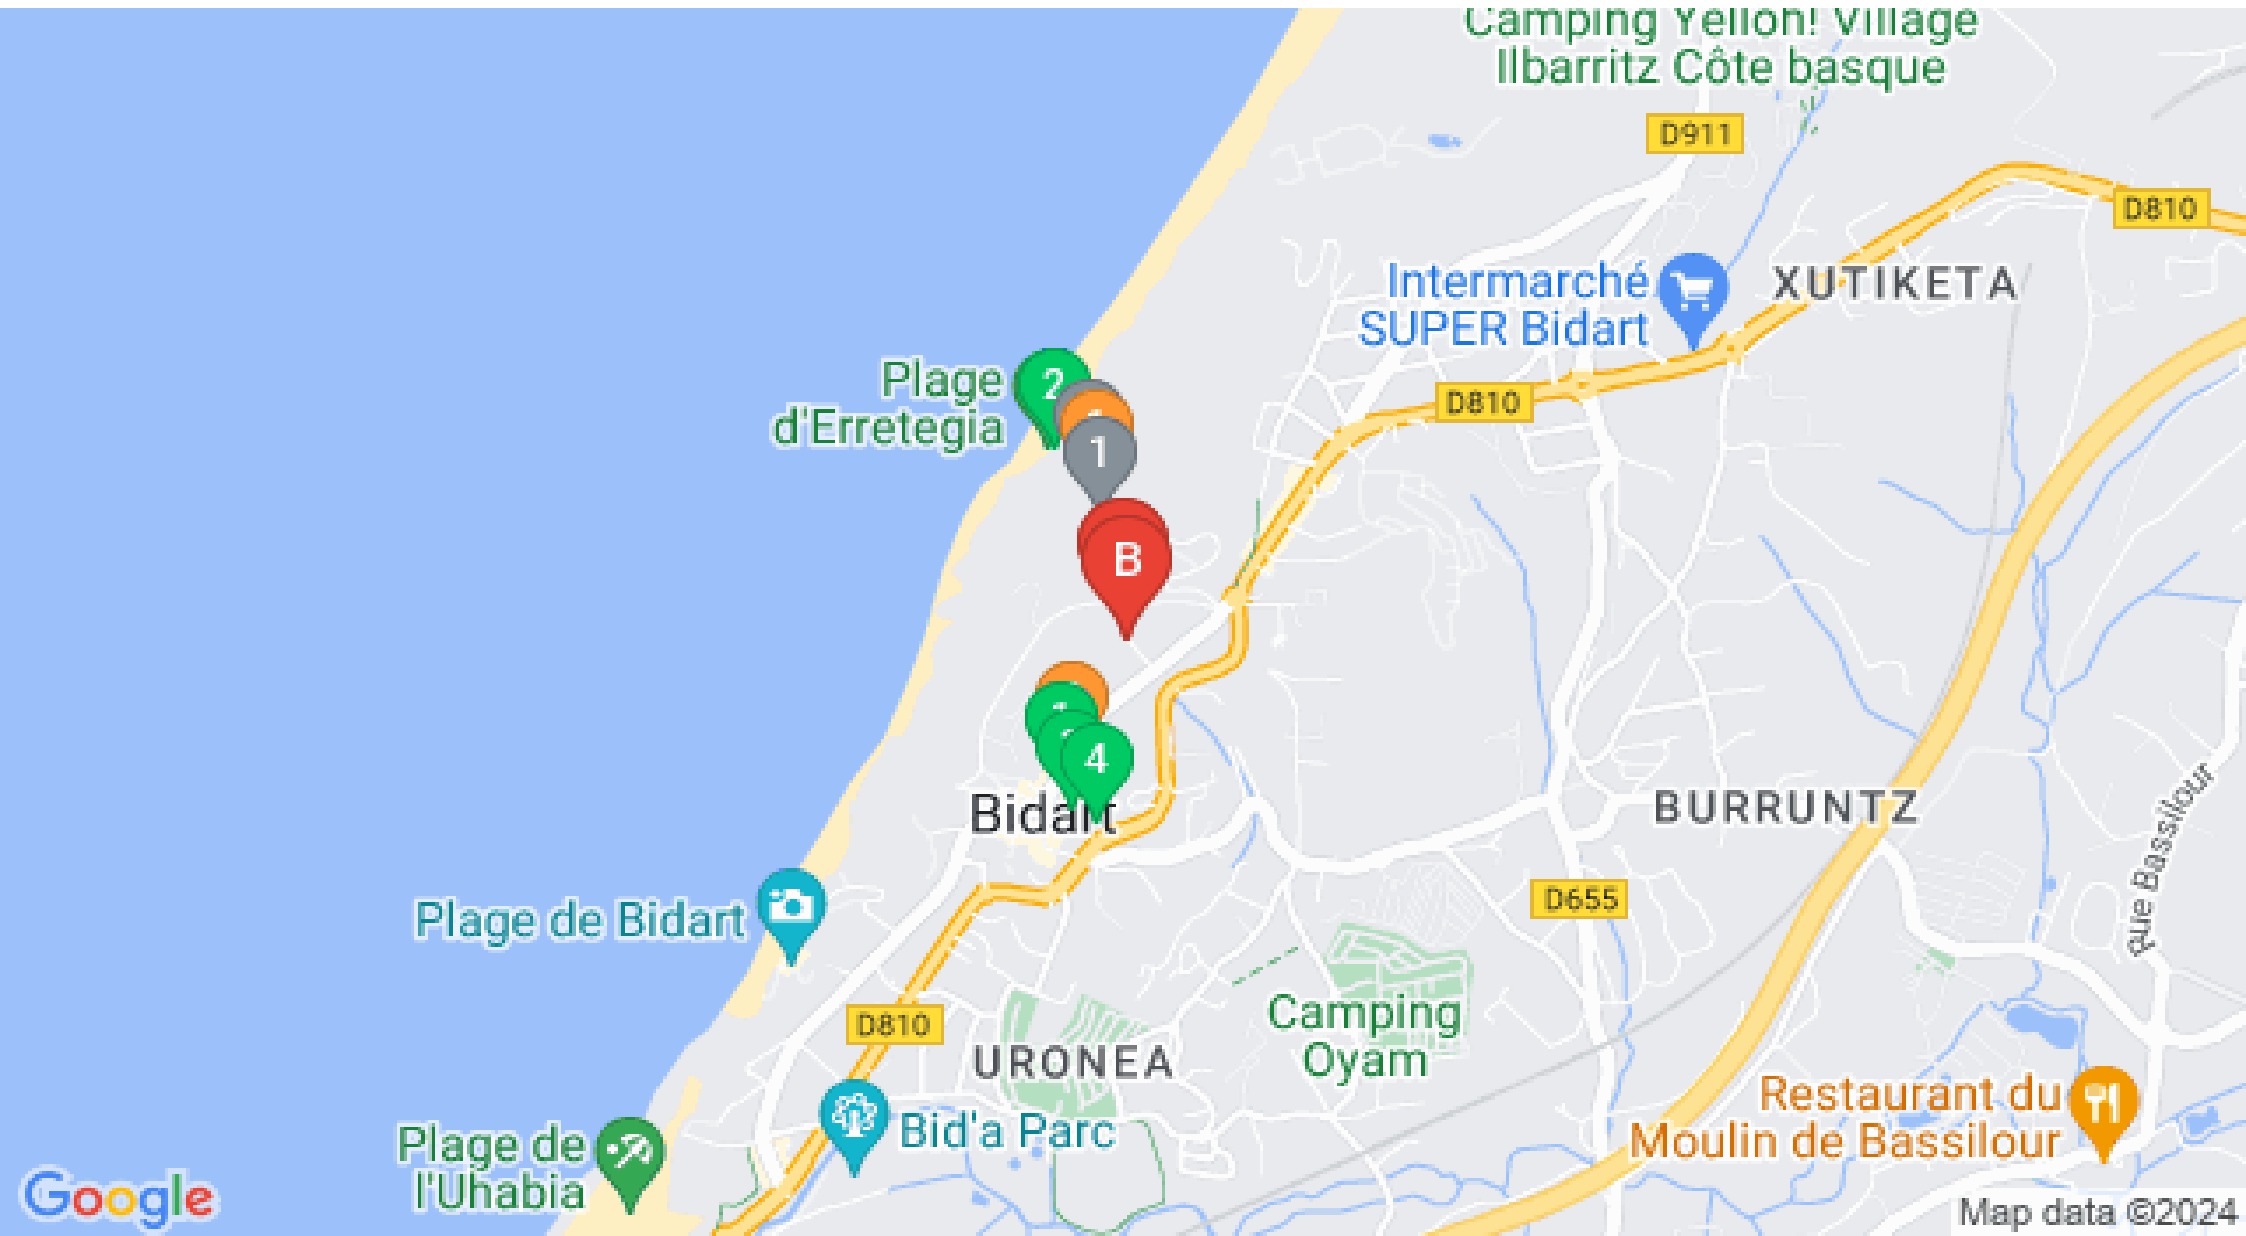 Camping Yelloh! Village
Ilbarritz Côte basque
D911
D810
Intermarché
SUPER Bidart
XUTIKETA
Plage
d'Erretegia
2
1
D810
B
4
Bidart
BURRUNTZ
Rue Bassilour
D655
Plage de Bidart
Camping
Oyam
D810
URONEA
Bid'a Parc
Restaurant du
Moulin de Bassilour
Plage de
l'Uhabia
Google
Map data ©2024